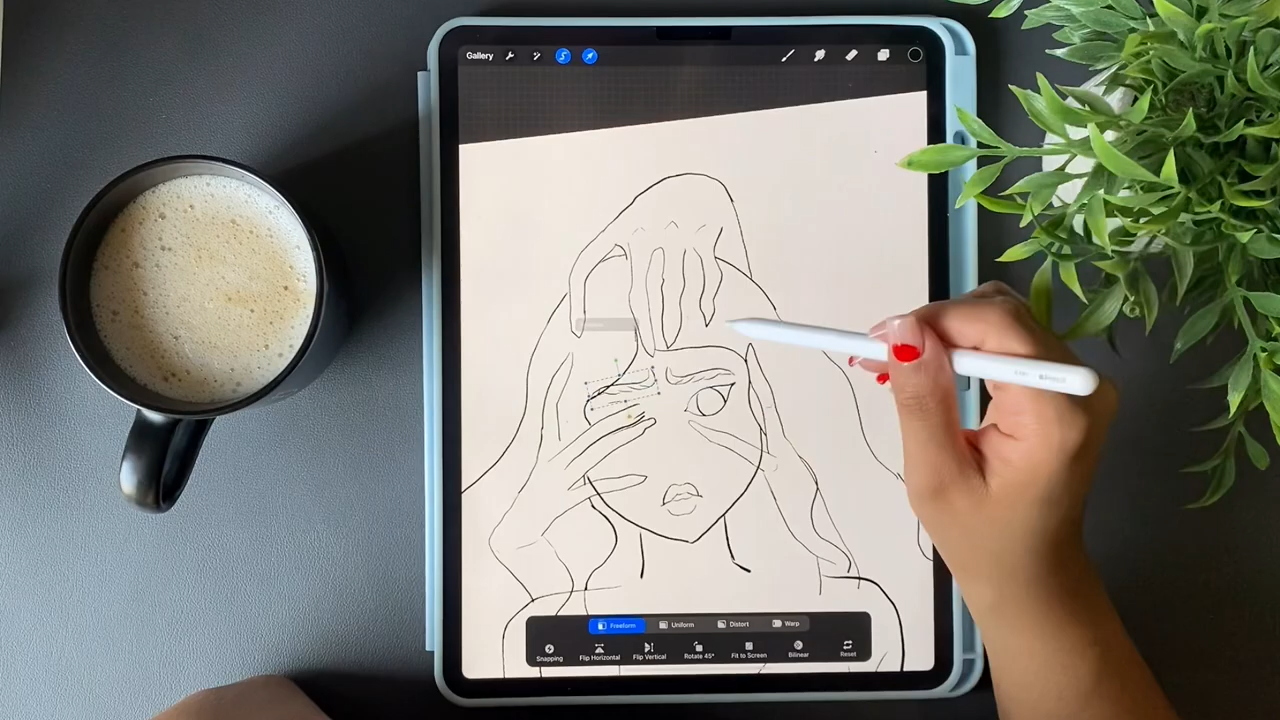 Gallery
Freeform Uniform Distort Warp
Snapping Flip Horizontal Flip Vertical Rotate 45° Fit to Screen Bilinear Reset